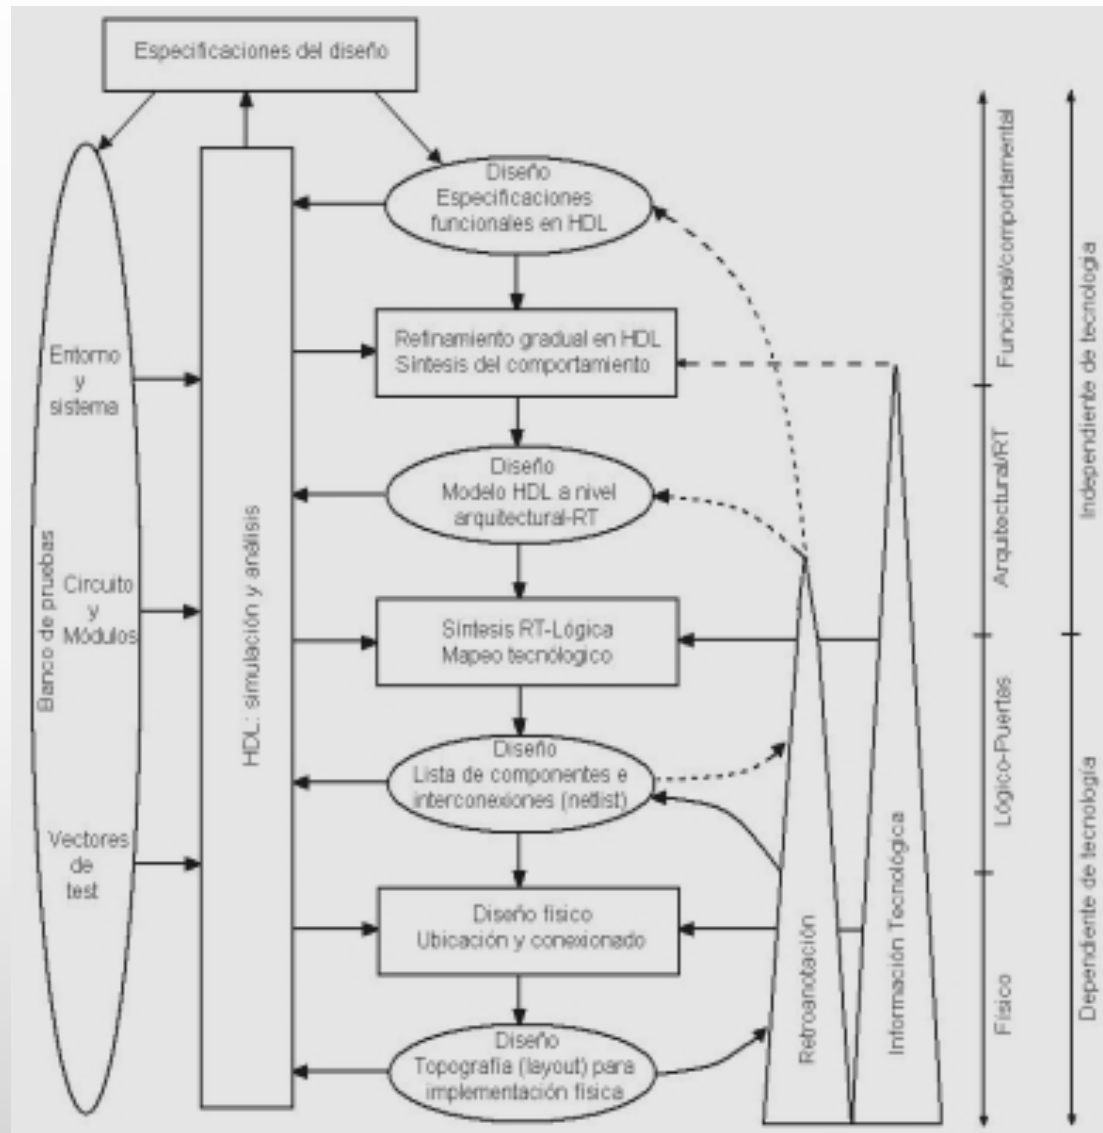 Especificaciones del diseño
Diseño
Especificaciones
funcionales en HDL
Refinamiento gradual en HDL
Síntesis del comportamiento
Diseño
Modelo HDL a nivel
arquitectural-RT
Síntesis RT-Lógica
Mapeo tecnólogico
Diseño
Lista de componentes e
interconexiones (netlist)
Diseño físico
Ubicación y conexionado
Diseño
Topografía (layout) para
implementación física
Banco de pruebas
Entorno
y
sistema
Circuito
y
Módulos
Vectores
de
test
HDL: simulación y análisis
Retroanotación
Información Tecnológica
Funcional/comportamental
Arquitectural/RT
Lógico-Puertas
Físico
Independiente de tecnología
Dependiente de tecnología